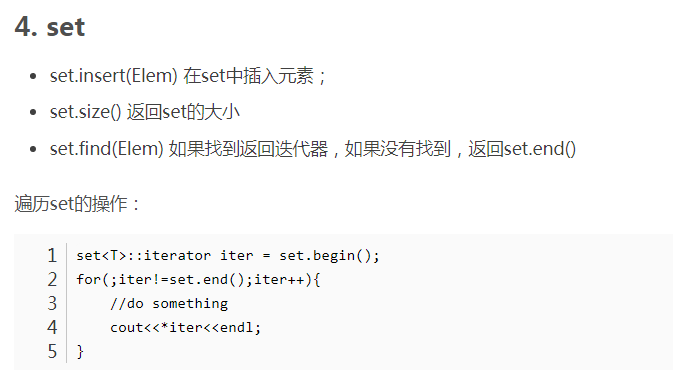 4. set
set.insert(Elem) 在set中插入元素；
set.size() 返回set的大小
set.find(Elem) 如果找到返回迭代器，如果没有找到，返回set.end()
遍历set的操作：
1 set<T>::iterator iter = set.begin();
2 for(;iter!=set.end();iter++){
3     //do something
4     cout<<*iter<<endl;
5 }